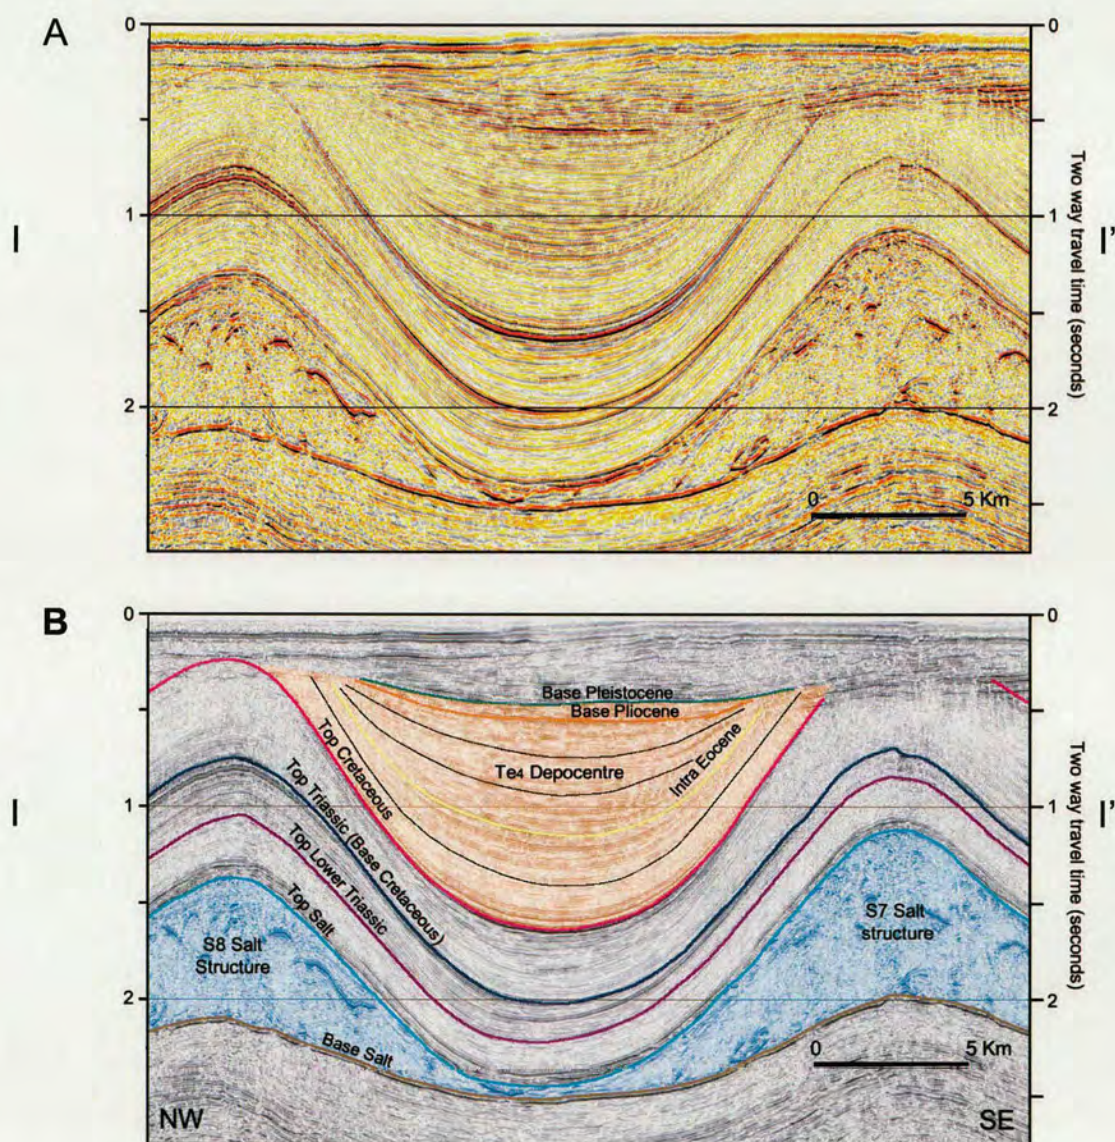 A
0
0
1
1
2
2
Two way travel time (seconds)
I
I'
0
5 Km
B
0
0
1
1
2
2
Two way travel time (seconds)
I
I'
Base Pleistocene
Base Pliocene
Te4 Depocentre
Intra Eocene
Top Cretaceous
Top Triassic (Base Cretaceous)
Top Lower Triassic
Top Salt
S8 Salt
Structure
S7 Salt
structure
Base Salt
0
5 Km
NW
SE